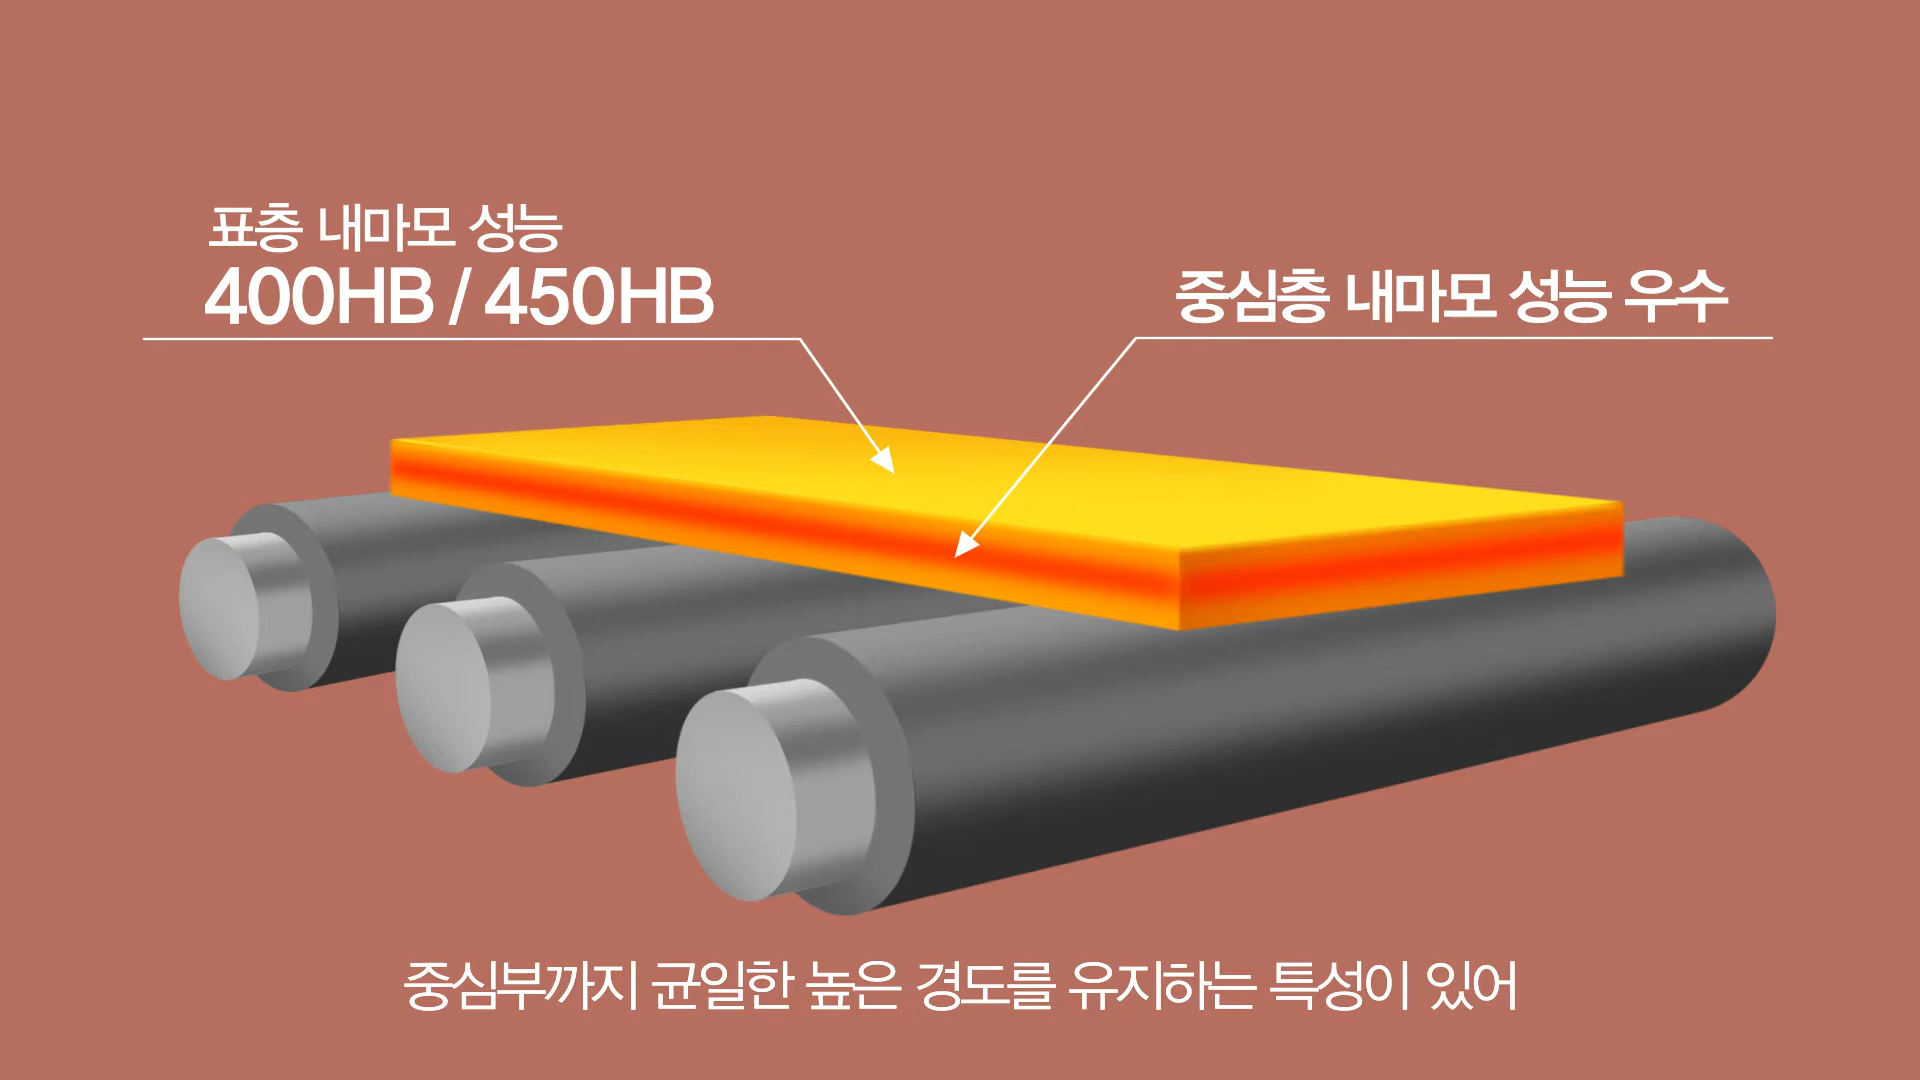 표층 내마모 성능
400HB / 450HB
중심층 내마모 성능 우수
중심부까지 균일한 높은 경도를 유지하는 특성이 있어